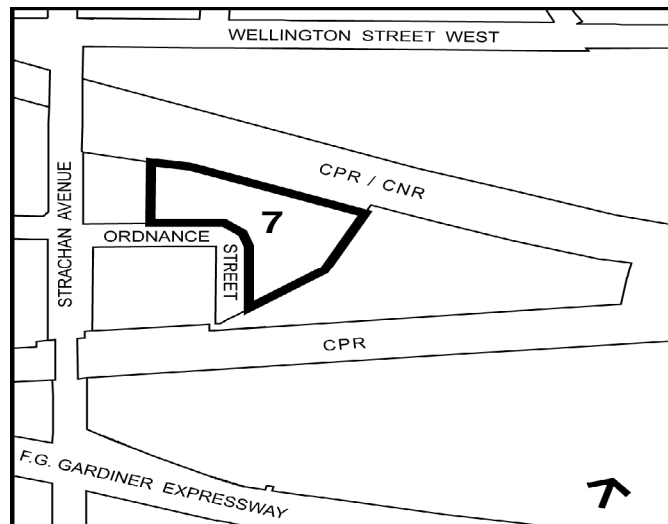 WELLINGTON STREET WEST
CPR / CNR
STRACHAN AVENUE
7
ORDNANCE
STREET
CPR
F.G. GARDINER EXPRESSWAY